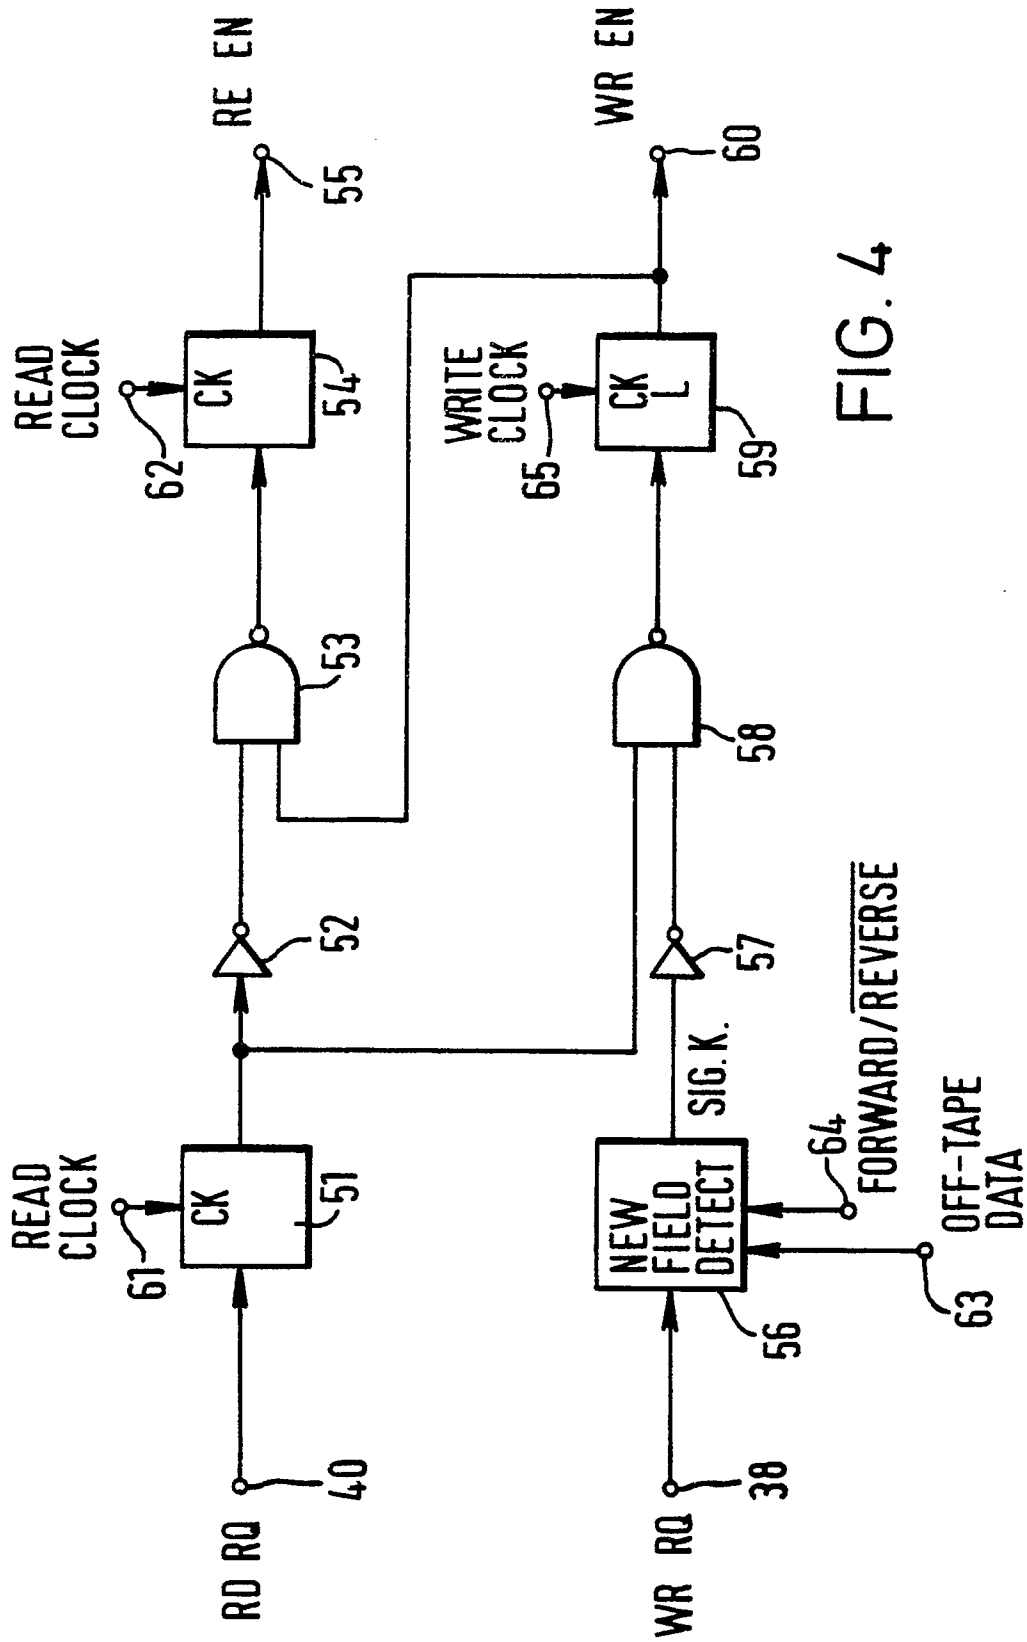 READ
CLOCK
61
READ
CLOCK
62
RD RQ
40
CK
51
52
53
CK
54
55
RE EN
WRITE
CLOCK
65
WR RQ
38
NEW
FIELD
DETECT
56
SIG. K.
57
58
CK
L
59
60
WR EN
64
FORWARD/REVERSE
63
OFF-TAPE
DATA
FIG. 4